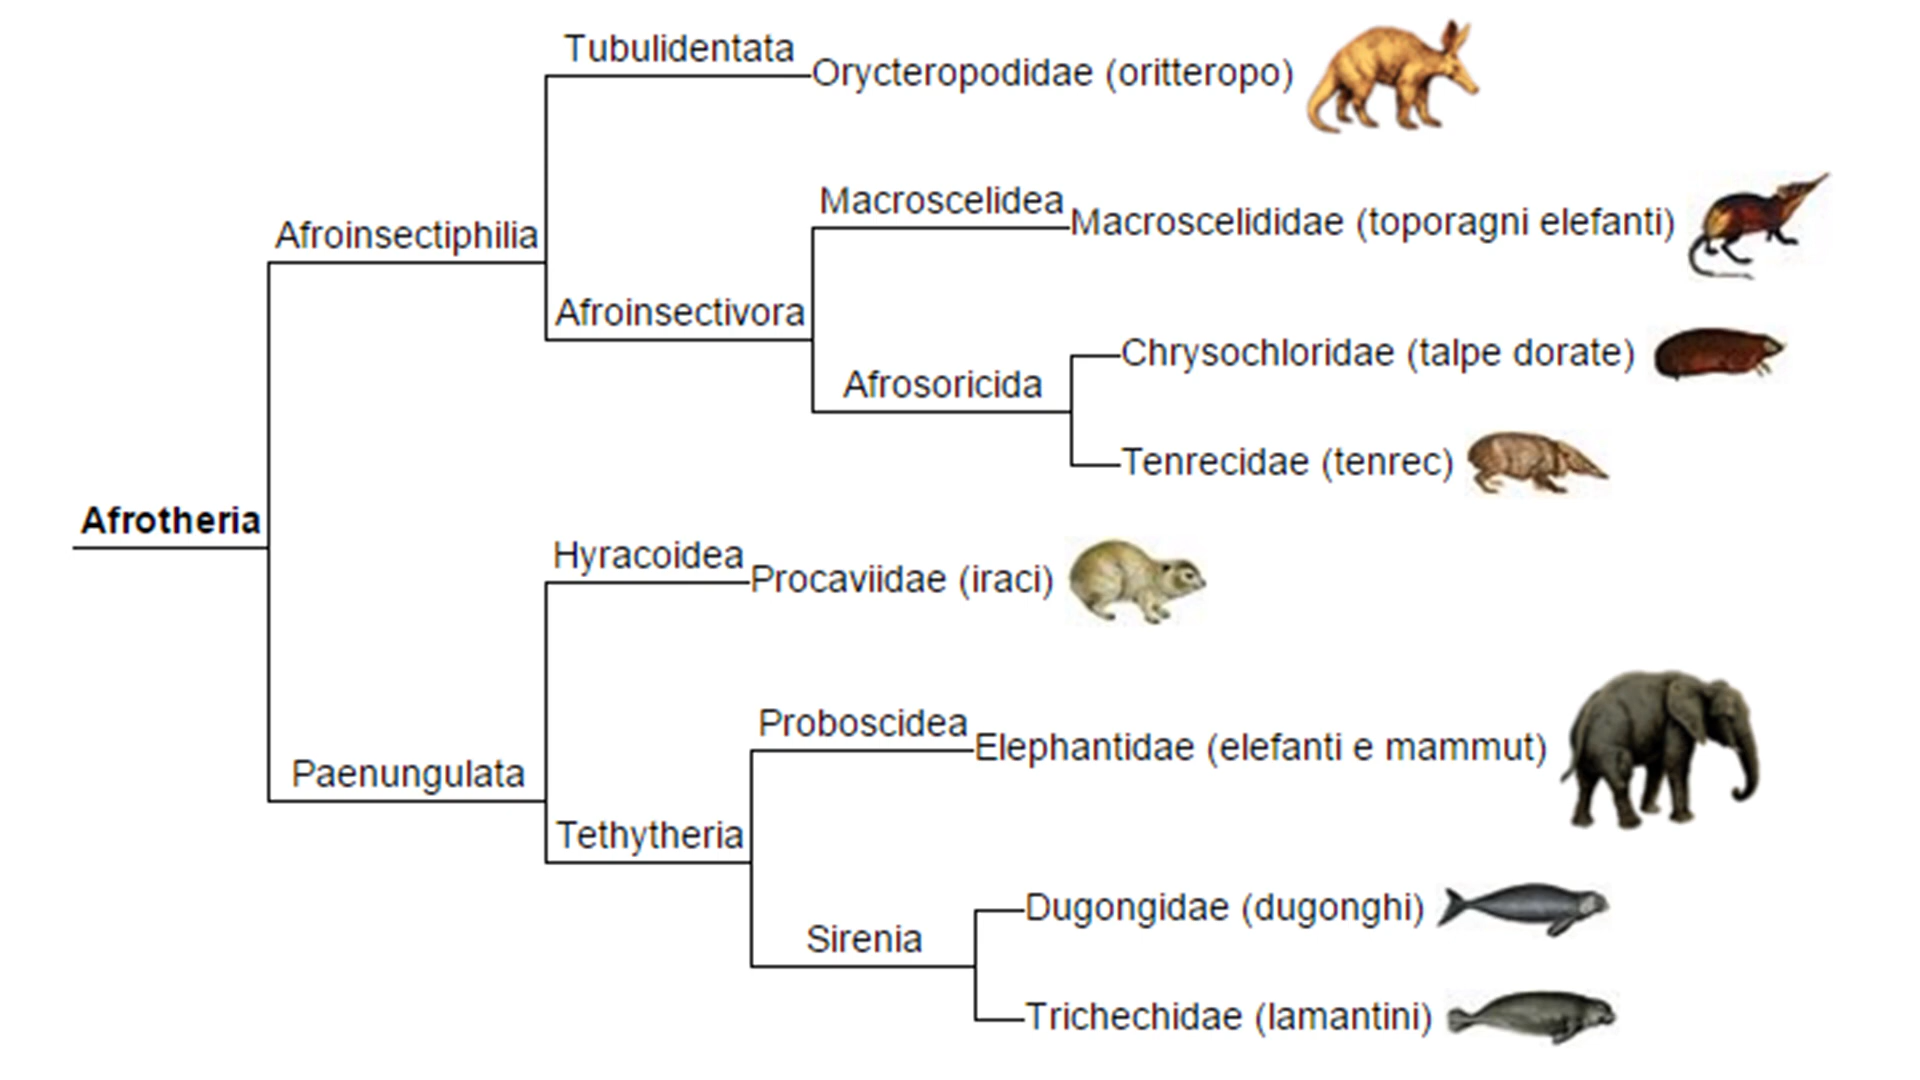 Tubulidentata
Orycteropodidae (oritteropo)
Macroscelidea
Macroscelididae (toporagni elefanti)
Afroinsectiphilia
Afroinsectivora
Chrysochloridae (talpe dorate)
Afrosoricida
Tenrecidae (tenrec)
Afrotheria
Hyracoidea
Procaviidae (iraci)
Proboscidea
Elephantidae (elefanti e mammut)
Paenungulata
Tethytheria
Dugongidae (dugonghi)
Sirenia
Trichechidae (lamantini)